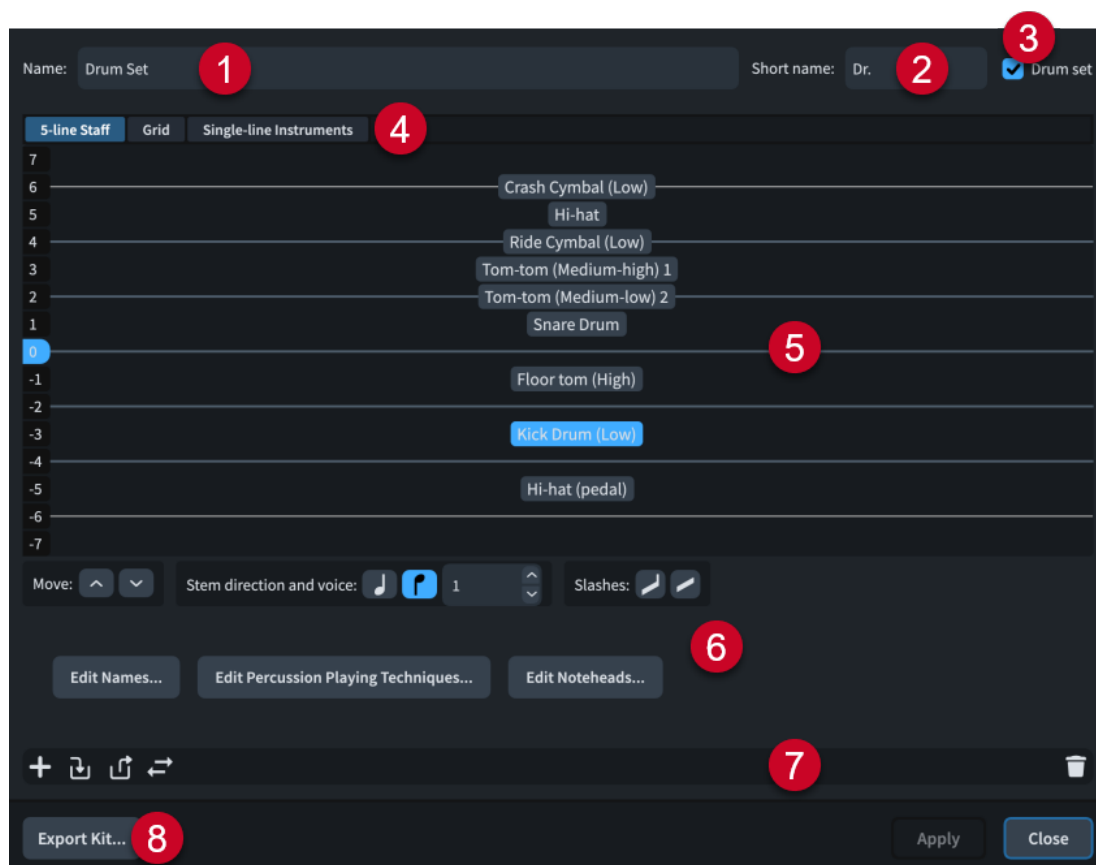 3
Name: Drum Set 1 Short name: Dr. 2 Drum set
5-line Staff Grid Single-line Instruments 4
7
6 Crash Cymbal (Low)
5 Hi-hat
4 Ride Cymbal (Low)
3 Tom-tom (Medium-high) 1
2 Tom-tom (Medium-low) 2
1 Snare Drum
0 5
-1 Floor tom (High)
-2
-3 Kick Drum (Low)
-4
-5 Hi-hat (pedal)
-6
-7
Move: Stem direction and voice: 1 Slashes:
6
Edit Names... Edit Percussion Playing Techniques... Edit Noteheads...
7
Export Kit... 8 Apply Close